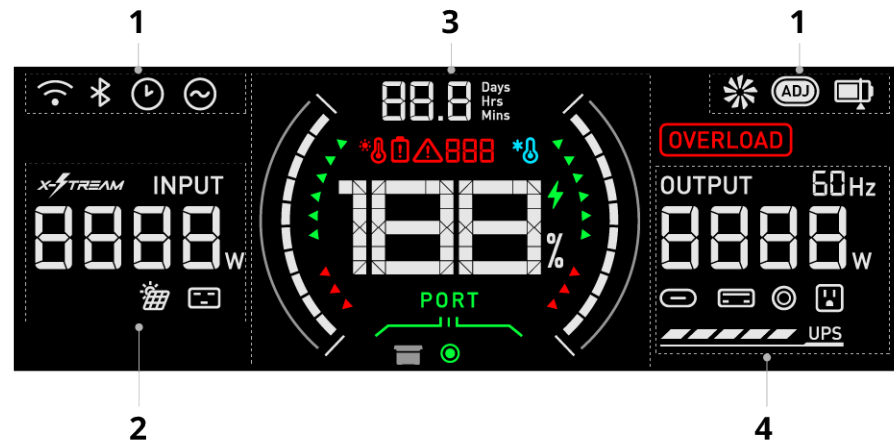 1
3
1
88.8
Days
Hrs
Mins
ADJ
OVERLOAD
888
X-STREAM
INPUT
8888
W
188
%
OUTPUT
60Hz
8888
W
PORT
UPS
2
4